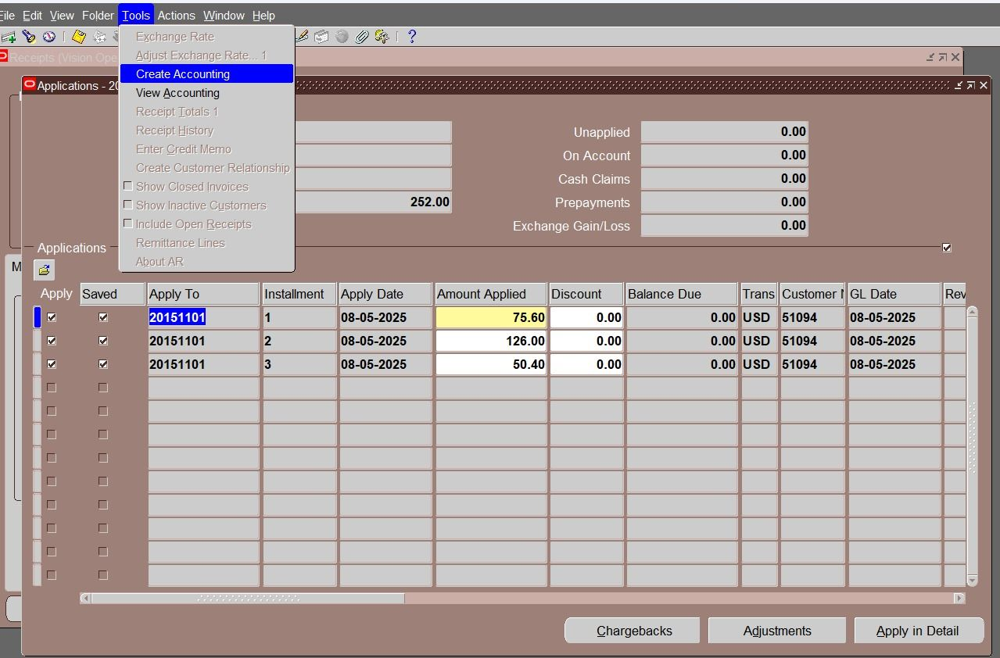 File Edit View Folder Tools Actions Window Help
Exchange Rate
Receipts (Vision Ope
Adjust Exchange Rate... 1
Create Accounting
Applications - 20
View Accounting
Receipt Totals 1
Receipt History
Enter Credit Memo
Create Customer Relationship
Show Closed Invoices
Show Inactive Customers
Include Open Receipts
Remittance Lines
About AR
Unapplied 0.00
On Account 0.00
Cash Claims 0.00
252.00 Prepayments 0.00
Exchange Gain/Loss 0.00
Applications
M
Apply Saved Apply To Installment Apply Date Amount Applied Discount Balance Due Trans Customer N GL Date Rev
20151101 1 08-05-2025 75.60 0.00 0.00 USD 51094 08-05-2025
20151101 2 08-05-2025 126.00 0.00 0.00 USD 51094 08-05-2025
20151101 3 08-05-2025 50.40 0.00 0.00 USD 51094 08-05-2025
Chargebacks Adjustments Apply in Detail